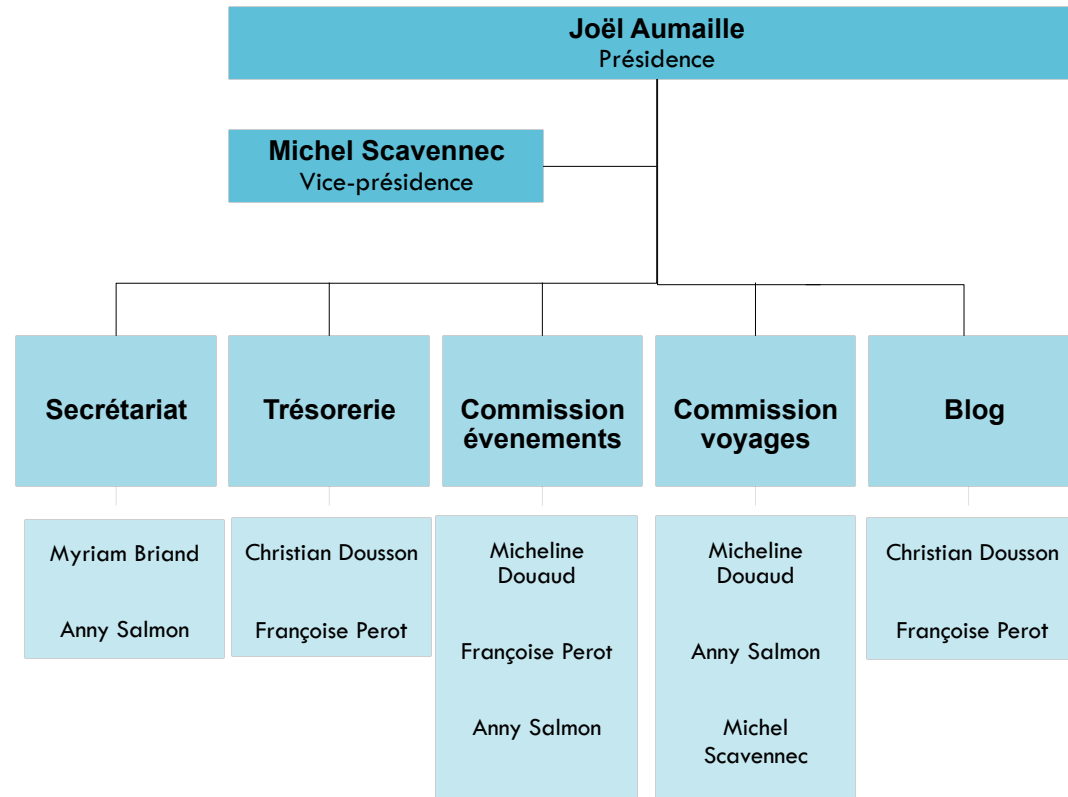 Joël Aumaille
Présidence
Michel Scavennec
Vice-présidence
Secrétariat
Trésorerie
Commission
évenements
Commission
voyages
Blog
Myriam Briand
Anny Salmon
Christian Dousson
Françoise Perot
Micheline
Douaud
Françoise Perot
Anny Salmon
Micheline
Douaud
Anny Salmon
Michel
Scavennec
Christian Dousson
Françoise Perot